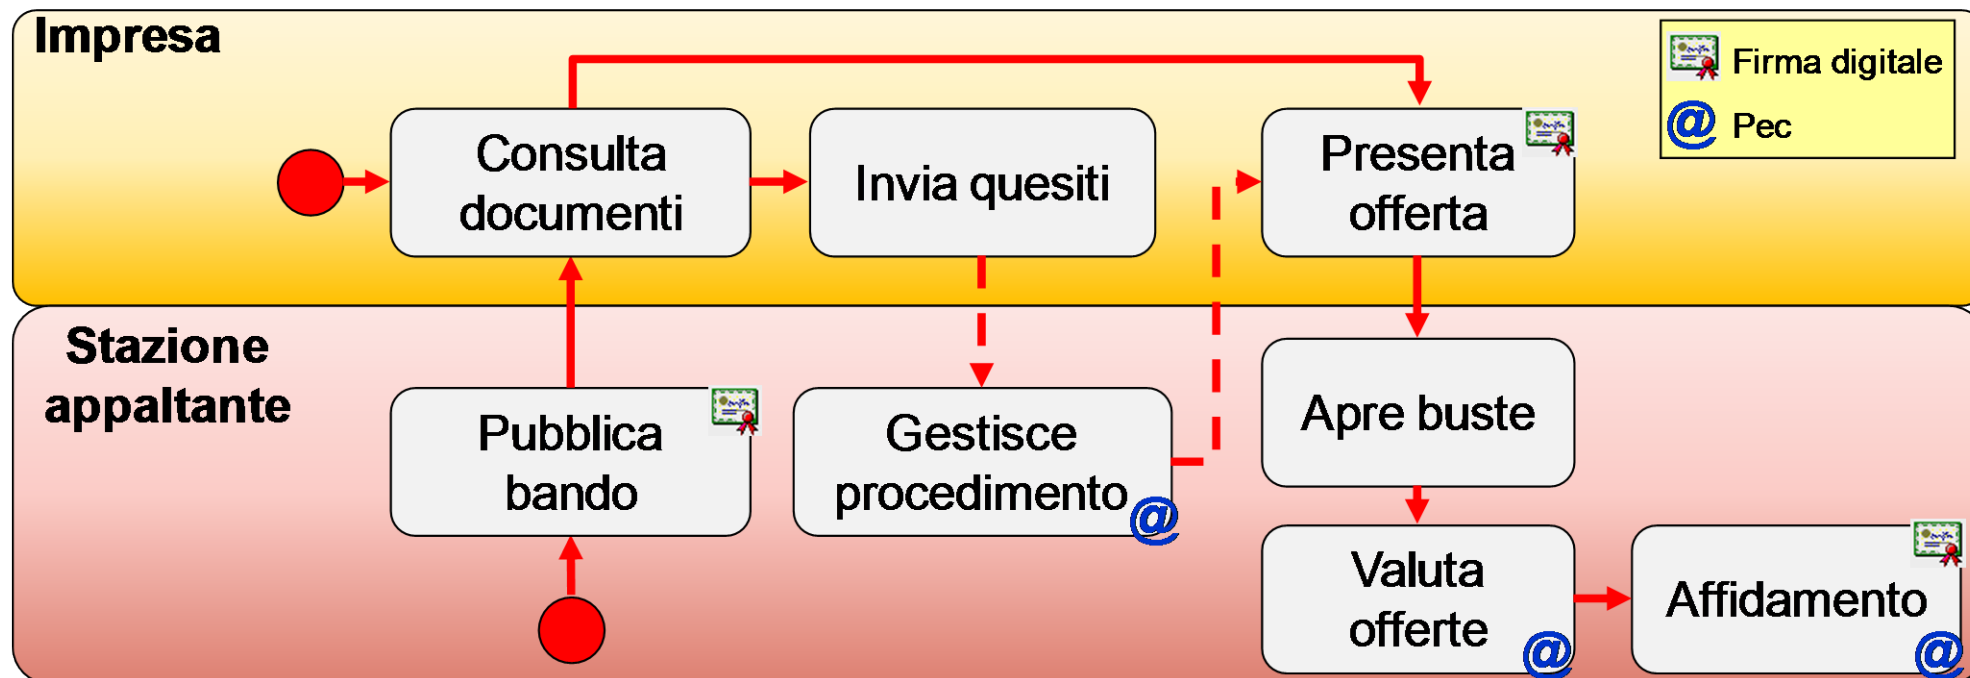 Impresa
Firma digitale
@ Pec
Consulta
documenti
Invia quesiti
Presenta
offerta
Stazione
appaltante
Pubblica
bando
Gestisce
procedimento
@
Apre buste
Valuta
offerte
@
Affidamento
@